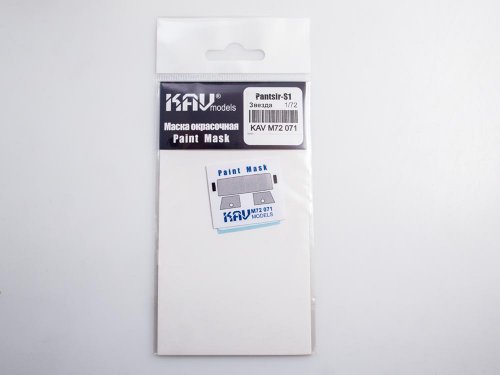 KAV®
models
Маска окрасочная
Paint Mask
Pantsir-S1
Звезда 1/72
KAV M72 071
Paint Mask
KAV M72 071
MODELS